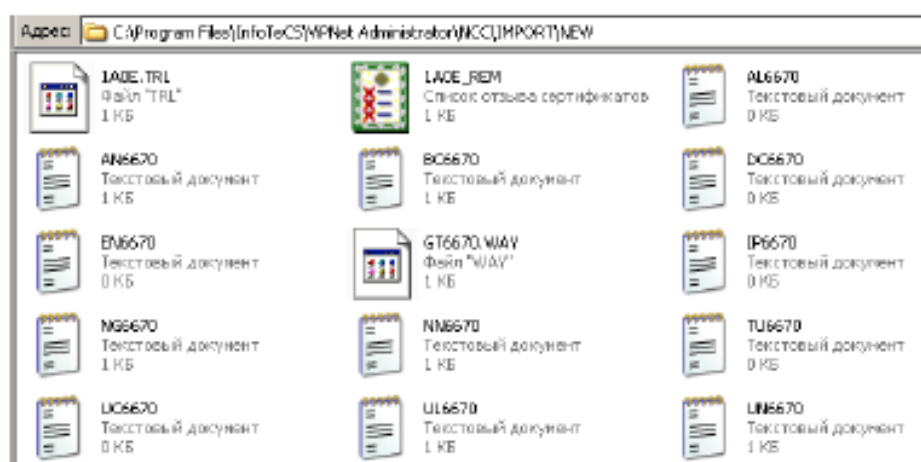 Адрес: C:\Program Files\InfoTeCS\ViPNet Administrator\NCC\IMPORT\NEW
1A0E.TRL
Файл "TRL"
1 КБ
1A0E_REM
Список отзыва сертификатов
1 КБ
AL6670
Текстовый документ
0 КБ
AN6670
Текстовый документ
1 КБ
BC6670
Текстовый документ
1 КБ
DC6670
Текстовый документ
0 КБ
EN6670
Текстовый документ
0 КБ
GT6670.WAY
Файл "WAY"
1 КБ
IP6670
Текстовый документ
0 КБ
NG6670
Текстовый документ
1 КБ
NN6670
Текстовый документ
1 КБ
TU6670
Текстовый документ
0 КБ
UC6670
Текстовый документ
0 КБ
UL6670
Текстовый документ
1 КБ
UN6670
Текстовый документ
1 КБ